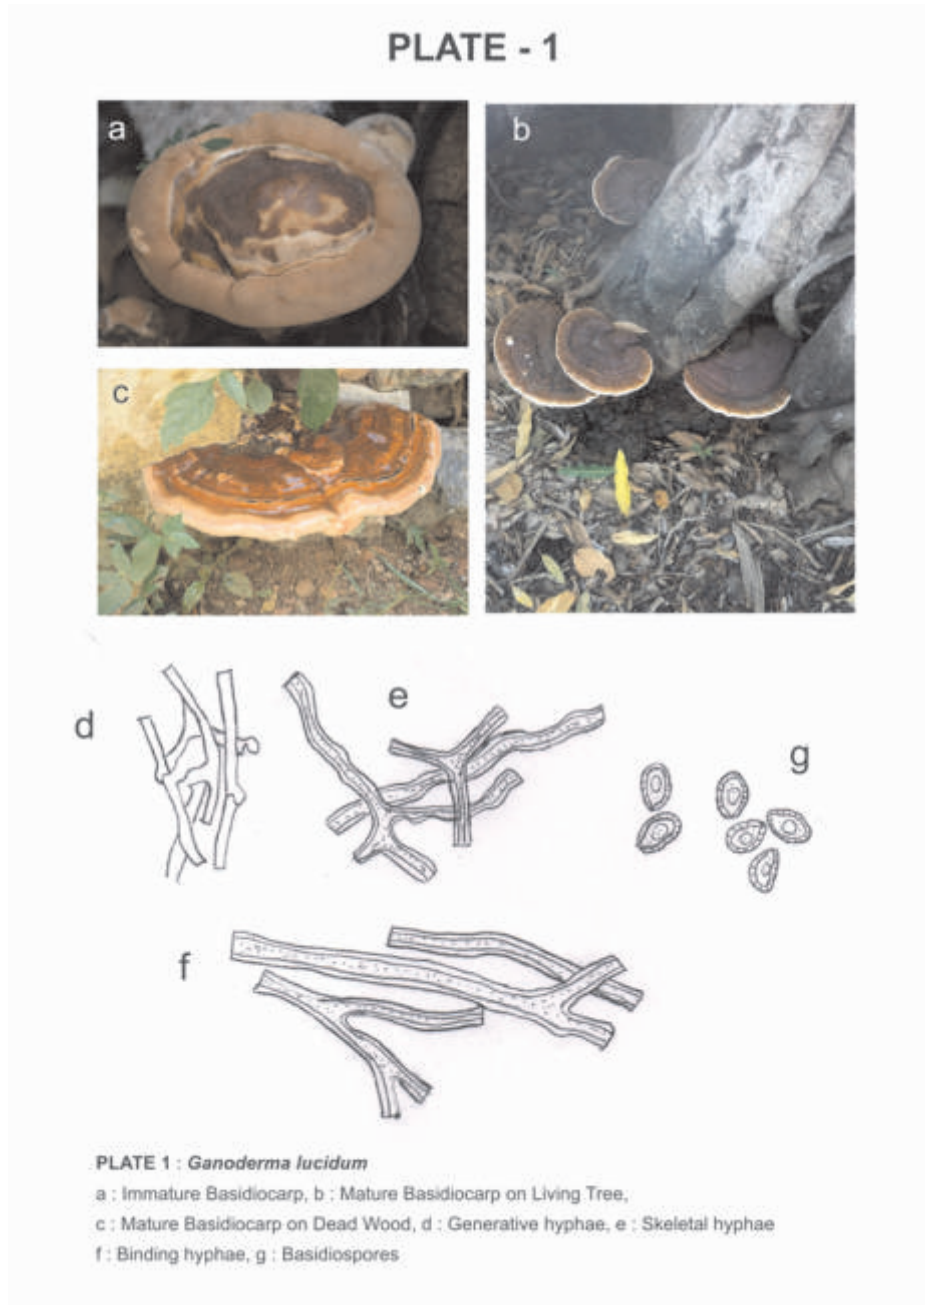 PLATE - 1
a
b
c
d
e
g
f
PLATE 1 : Ganoderma lucidum
a : Immature Basidiocarp, b : Mature Basidiocarp on Living Tree,
c : Mature Basidiocarp on Dead Wood, d : Generative hyphae, e : Skeletal hyphae
f : Binding hyphae, g : Basidiospores